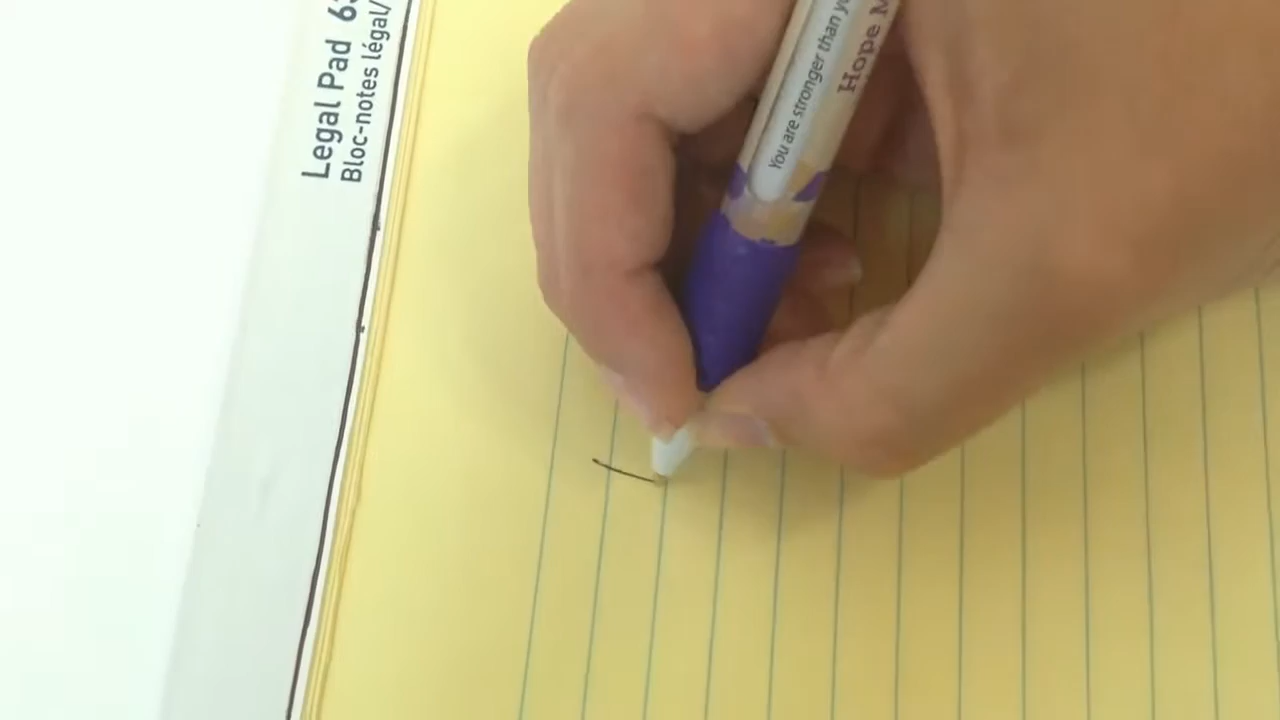 Legal Pad
Bloc-notes légal/
You are stronger than
Hope